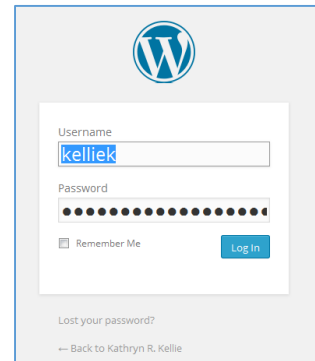 Username
kelliek
Password
Remember Me
Log In
Lost your password?
← Back to Kathryn R. Kellie